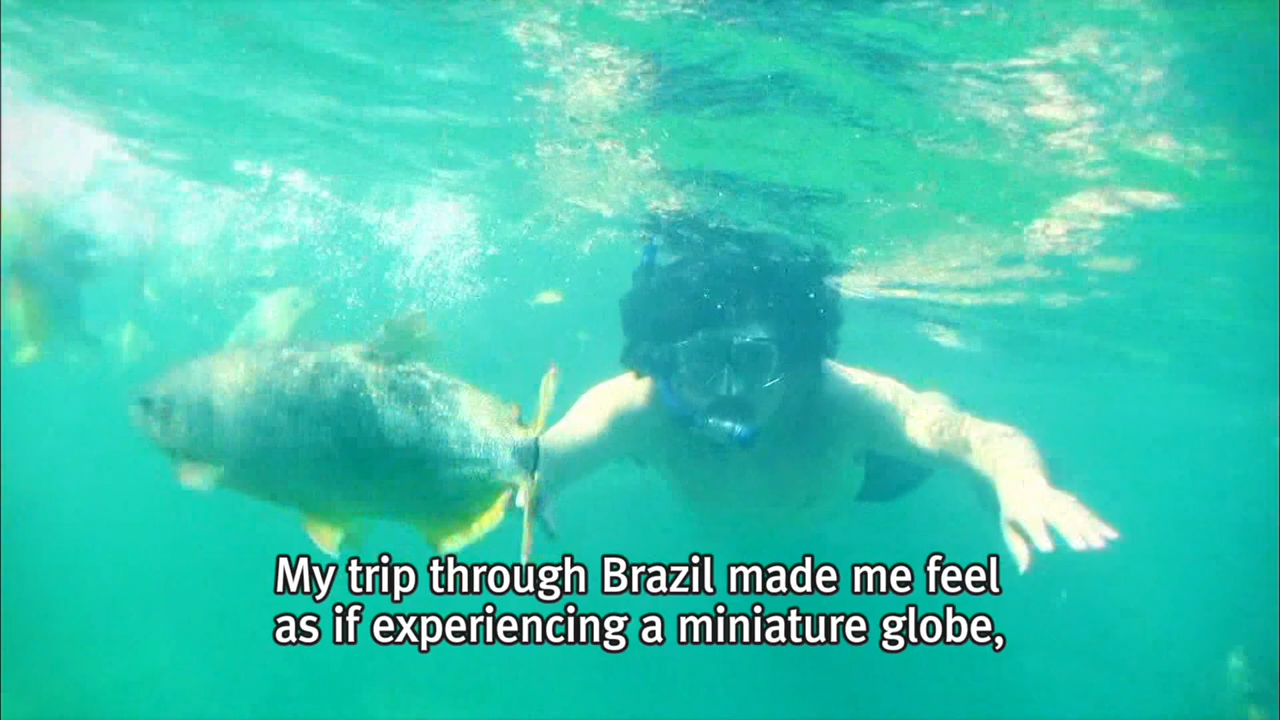 My trip through Brazil made me feel
as if experiencing a miniature globe,